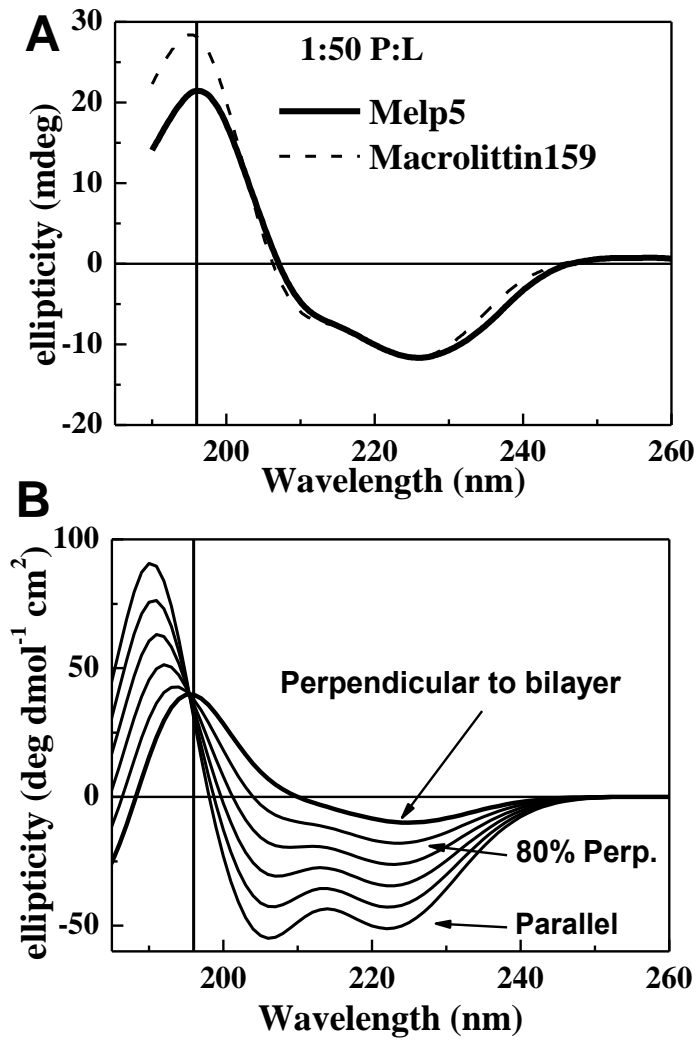 A
1:50 P:L
Melp5
Macrolittin159
ellipticity (mdeg)
30
20
10
0
-10
-20
200
220
240
260
Wavelength (nm)
B
ellipticity (deg dmol-1 cm2)
100
50
0
-50
Perpendicular to bilayer
80% Perp.
Parallel
200
220
240
260
Wavelength (nm)